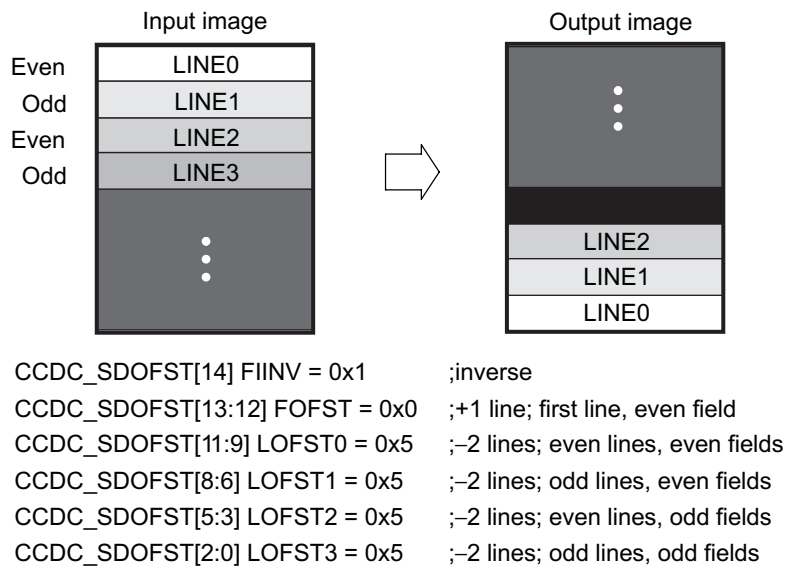 Input image
Output image
Even LINE0
Odd LINE1
Even LINE2
Odd LINE3
LINE2
LINE1
LINE0
CCDC_SDOFST[14] FIINV = 0x1 ;inverse
CCDC_SDOFST[13:12] FOFST = 0x0 ;+1 line; first line, even field
CCDC_SDOFST[11:9] LOFST0 = 0x5 ;–2 lines; even lines, even fields
CCDC_SDOFST[8:6] LOFST1 = 0x5 ;–2 lines; odd lines, even fields
CCDC_SDOFST[5:3] LOFST2 = 0x5 ;–2 lines; even lines, odd fields
CCDC_SDOFST[2:0] LOFST3 = 0x5 ;–2 lines; odd lines, odd fields